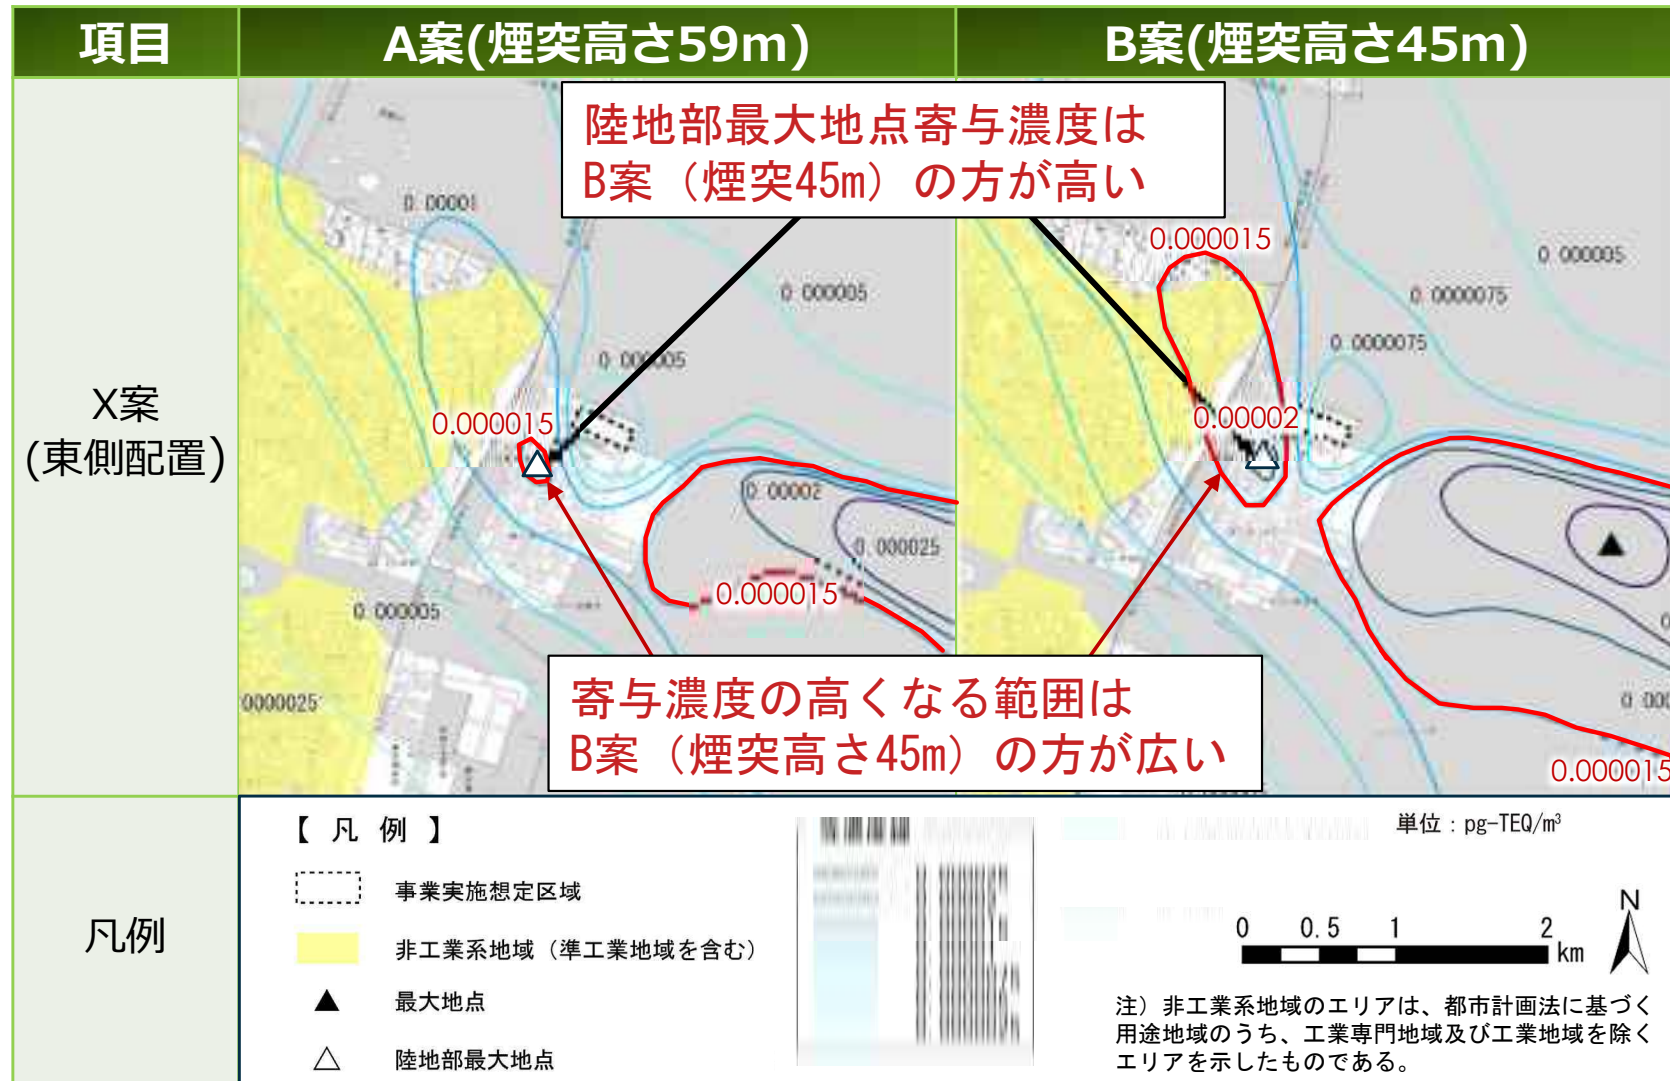 項目
A案(煙突高さ59m)
B案(煙突高さ45m)
X案
(東側配置)
陸地部最大地点寄与濃度は
B案（煙突45m）の方が高い
0.00001
0.000005
0.000005
0.000015
0.00002
0.000025
0.000015
0.000005
0000025
0.000015
0.000005
0.0000075
0.0000075
0.00002
0.000015
寄与濃度の高くなる範囲は
B案（煙突高さ45m）の方が広い
凡例
【 凡 例 】
事業実施想定区域
非工業系地域（準工業地域を含む）
最大地点
陸地部最大地点
単位：pg-TEQ/m³
0 0.5 1 2
km
N
注）非工業系地域のエリアは、都市計画法に基づく
用途地域のうち、工業専門地域及び工業地域を除く
エリアを示したものである。